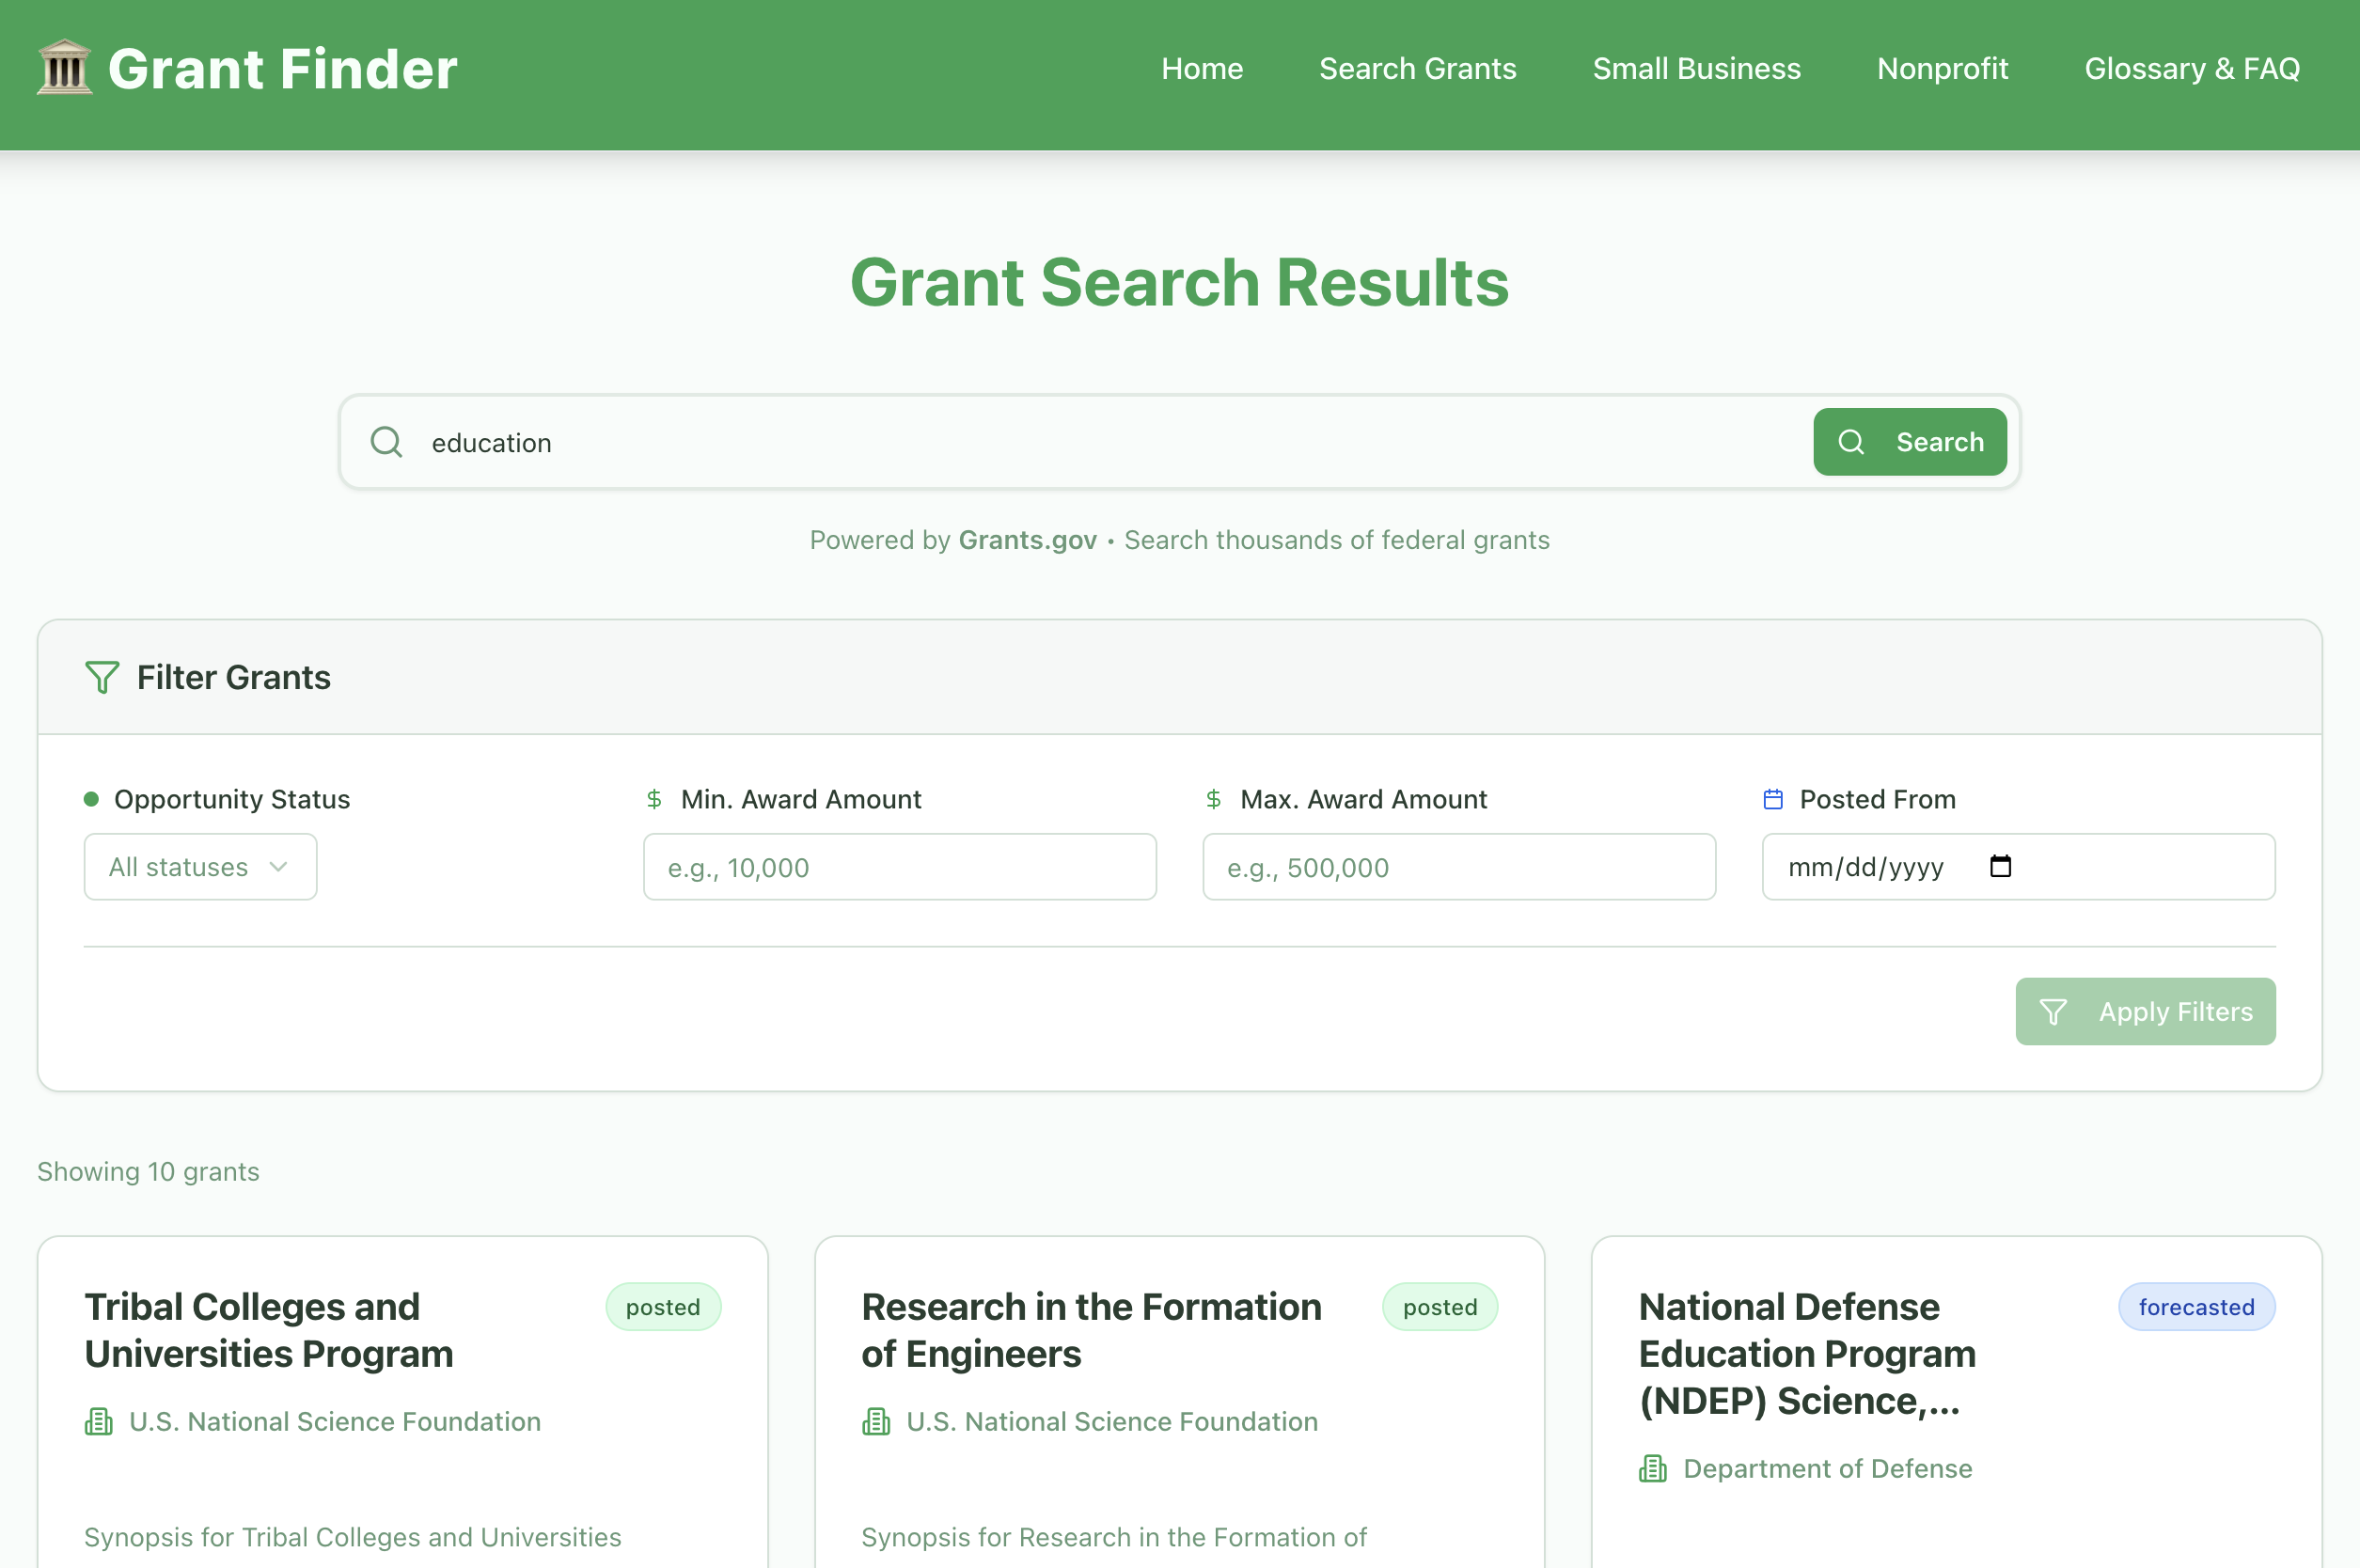 Grant Finder
Home Search Grants Small Business Nonprofit Glossary & FAQ
Grant Search Results
education
Search
Powered by Grants.gov • Search thousands of federal grants
Filter Grants
Opportunity Status
All statuses
Min. Award Amount
e.g., 10,000
Max. Award Amount
e.g., 500,000
Posted From
mm/dd/yyyy
Apply Filters
Showing 10 grants
Tribal Colleges and
Universities Program
posted
U.S. National Science Foundation
Synopsis for Tribal Colleges and Universities
Research in the Formation
of Engineers
posted
U.S. National Science Foundation
Synopsis for Research in the Formation of
National Defense
Education Program
(NDEP) Science,...
forecasted
Department of Defense